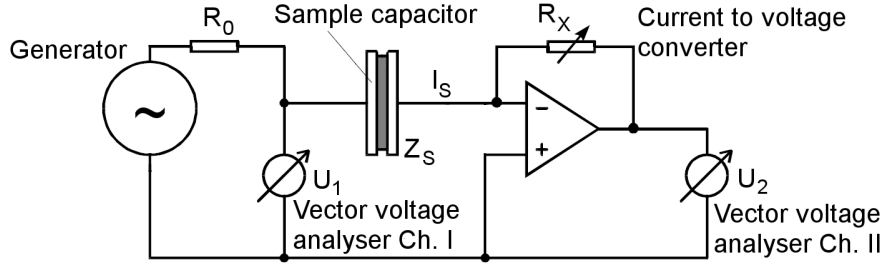 Generator
R0
Sample capacitor
RX
Current to voltage
converter
IS
ZS
~
−
+
U1
Vector voltage
analyser Ch. I
U2
Vector voltage
analyser Ch. II